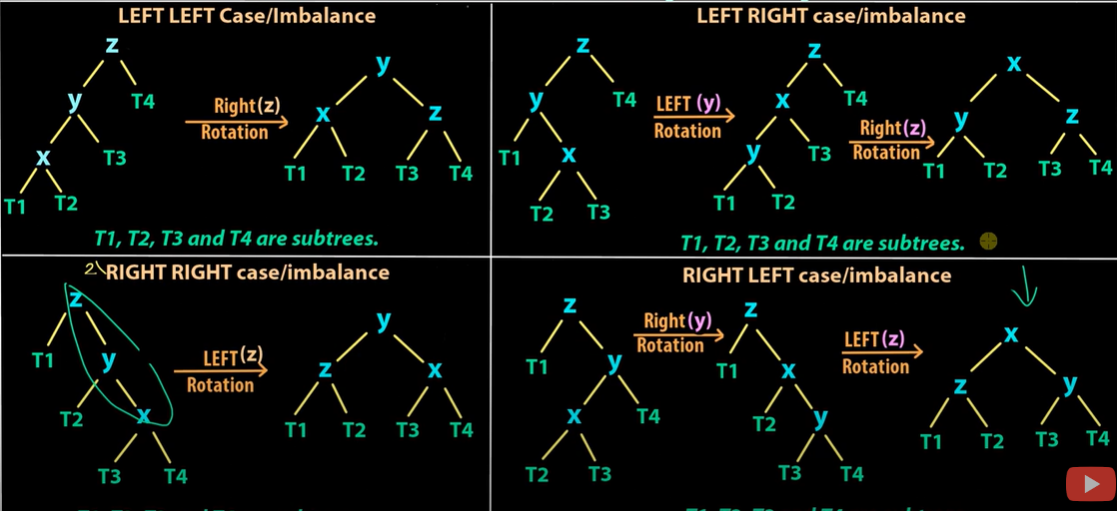 LEFT LEFT Case/Imbalance
z
y
T4
x
T3
T1
T2
Right(z)
Rotation
y
x
z
T1
T2
T3
T4
T1, T2, T3 and T4 are subtrees.
LEFT RIGHT case/imbalance
z
y
T4
T1
x
T2
T3
LEFT (y)
Rotation
z
x
T4
y
T3
T1
T2
Right(z)
Rotation
x
y
z
T1
T2
T3
T4
T1, T2, T3 and T4 are subtrees.
RIGHT RIGHT case/imbalance
z
T1
y
T2
x
T3
T4
LEFT(z)
Rotation
y
z
x
T1
T2
T3
T4
RIGHT LEFT case/imbalance
z
T1
y
x
T4
T2
T3
Right(y)
Rotation
z
T1
x
T2
y
T3
T4
LEFT(z)
Rotation
x
z
y
T1
T2
T3
T4